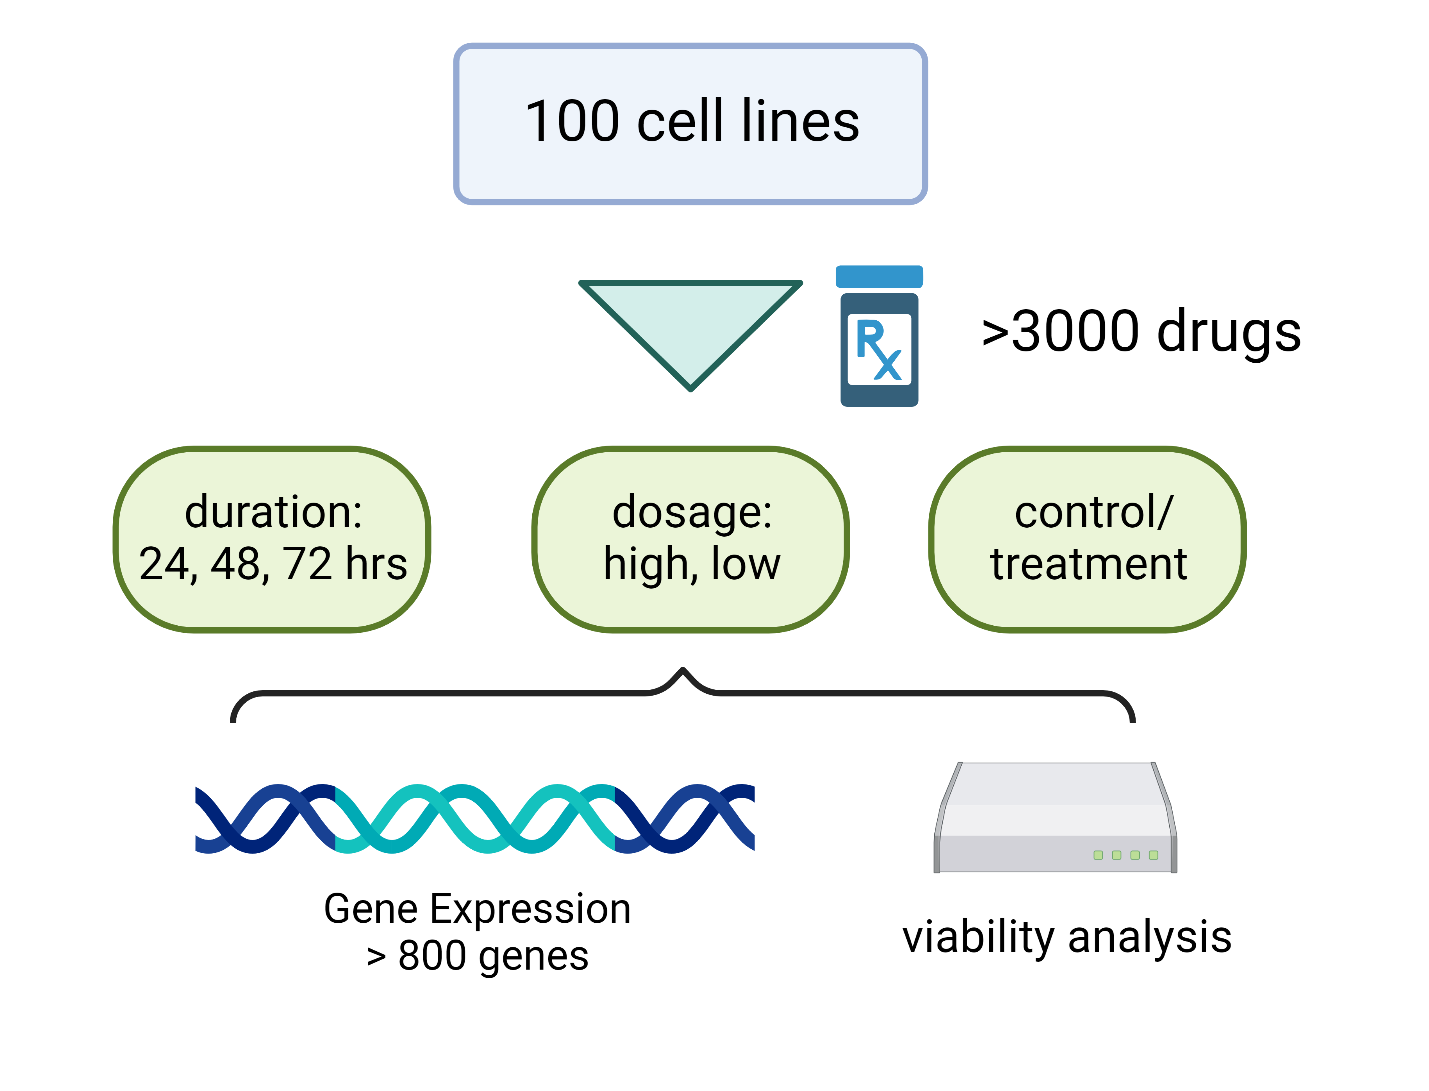 100 cell lines
Rx
>3000 drugs
duration:
24, 48, 72 hrs
dosage:
high, low
control/
treatment
Gene Expression
> 800 genes
viability analysis